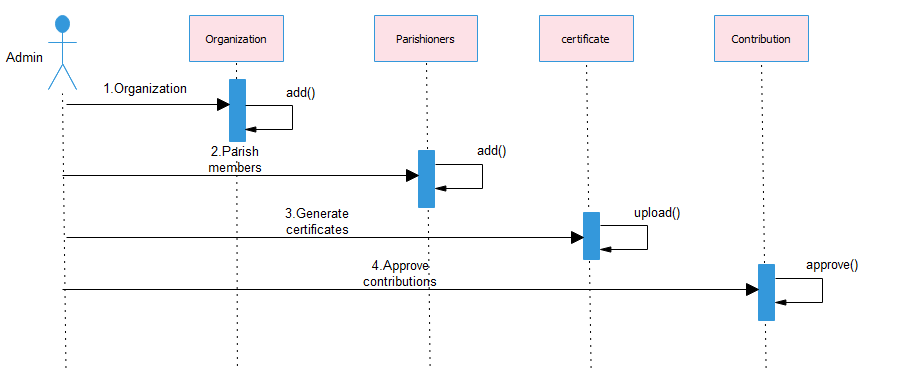 Admin
Organization
Parishioners
certificate
Contribution
1.Organization
add()
2.Parish
members
add()
3.Generate
certificates
upload()
4.Approve
contributions
approve()